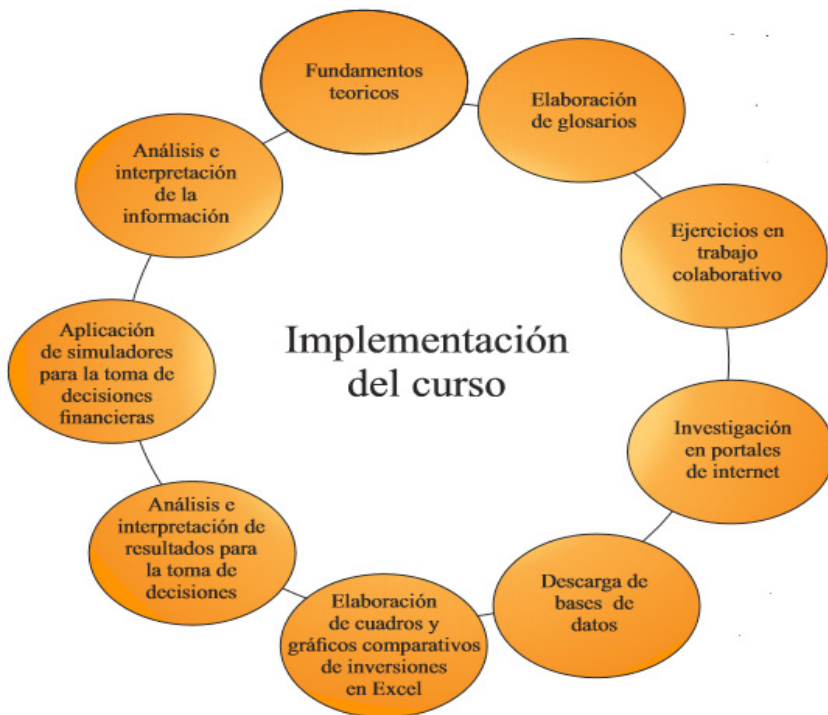 Fundamentos
teoricos
Elaboración
de glosarios
Ejercicios en
trabajo
colaborativo
Investigación
en portales
de internet
Descarga de
bases de
datos
Elaboración
de cuadros y
gráficos comparativos
de inversiones
en Excel
Análisis e
interpretación de
resultados para
la toma de
decisiones
Aplicación
de simuladores
para la toma de
decisiones
financieras
Análisis e
interpretación
de la
información
Implementación
del curso